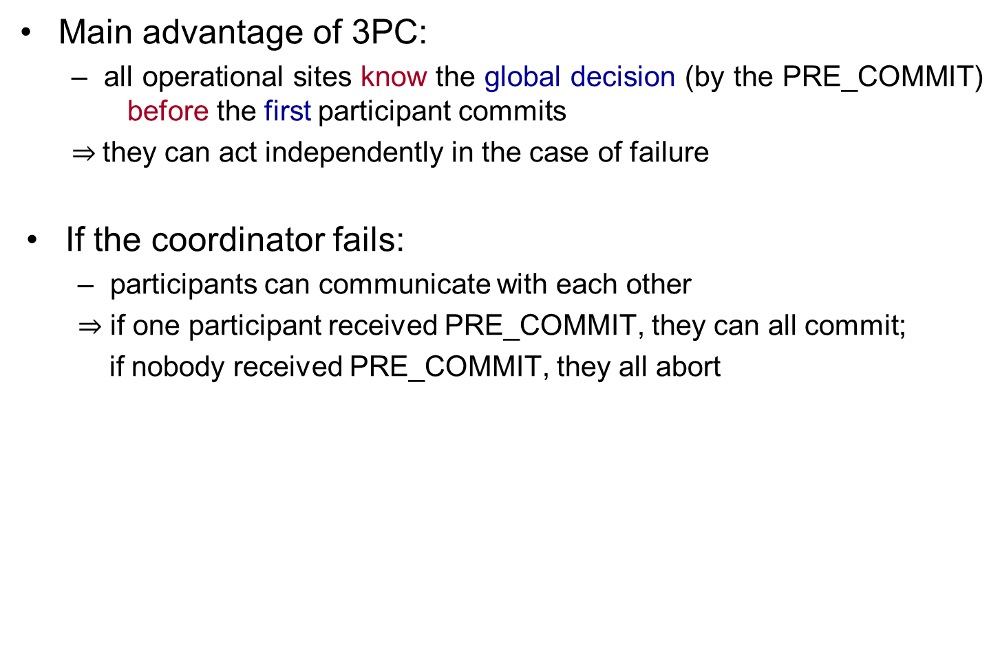 • Main advantage of 3PC:
– all operational sites know the global decision (by the PRE_COMMIT)
before the first participant commits
⇒ they can act independently in the case of failure
• If the coordinator fails:
– participants can communicate with each other
⇒ if one participant received PRE_COMMIT, they can all commit;
if nobody received PRE_COMMIT, they all abort